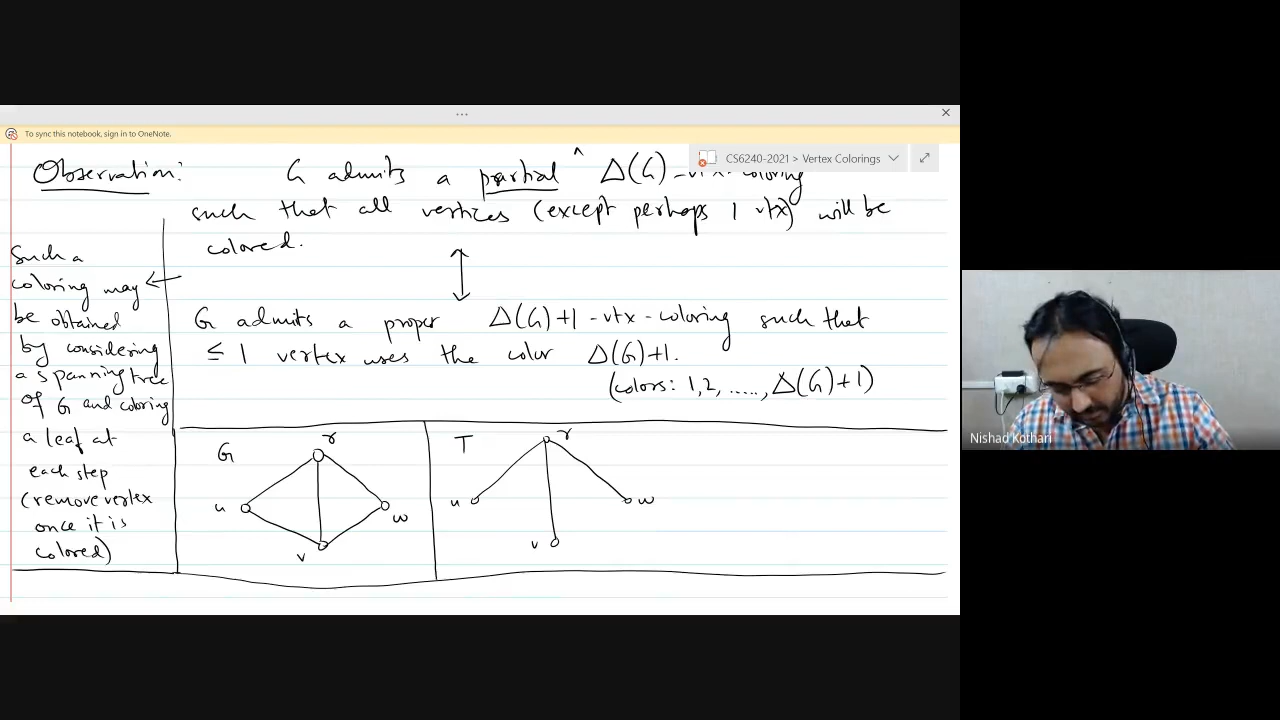 To sync this notebook, sign in to OneNote.
CS6240-2021 > Vertex Colorings
Observation: G admits a partial ^ Δ(G)-vtx-coloring
such that all vertices (except perhaps 1 vtx) will be
colored.
Such a
coloring may
be obtained
by considering
a spanning tree
of G and coloring
a leaf at
each step
(remove vertex
once it is
colored)
G admits a proper Δ(G)+1-vtx-coloring such that
≤ 1 vertex uses the color Δ(G)+1.
(colors: 1,2,....., Δ(G)+1)
G
r
u
w
v
T
r
u
w
v
Nishad Kothari